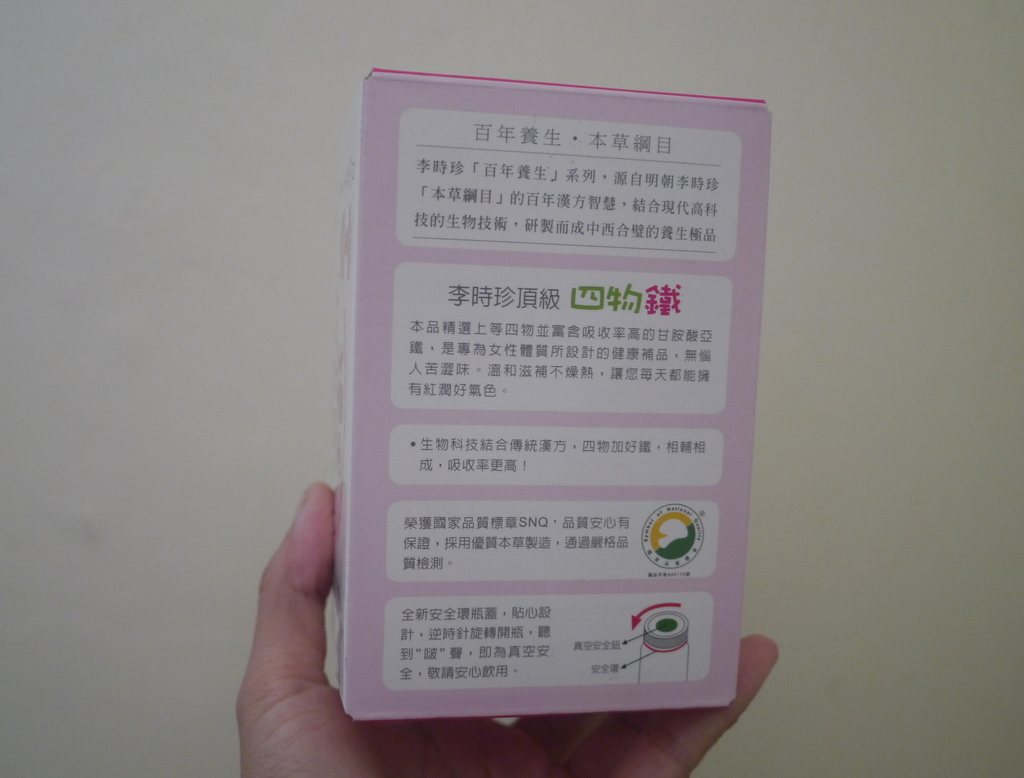 百年養生・本草綱目
李時珍「百年養生」系列，源自明朝李時珍
「本草綱目」的百年漢方智慧，結合現代高科
技的生物技術，研製而成中西合璧的養生極品
李時珍頂級 四物鐵
本品精選上等四物並富含吸收率高的甘胺酸亞
鐵，是專為女性體質所設計的健康補品，無惱
人苦澀味。溫和滋補不燥熱，讓您每天都能擁
有紅潤好氣色。
•生物科技結合傳統漢方，四物加好鐵，相輔相
成，吸收率更高！
榮獲國家品質標章SNQ，品質安心有
保證，採用優質本草製造，通過嚴格品
質檢測。
Symbol of National Quality
®
國家品質標章
全新安全環瓶蓋，貼心設
計，逆時針旋轉開瓶，聽
到"啵"聲，即為真空安
全，敬請安心飲用。
真空安全鈕
安全環